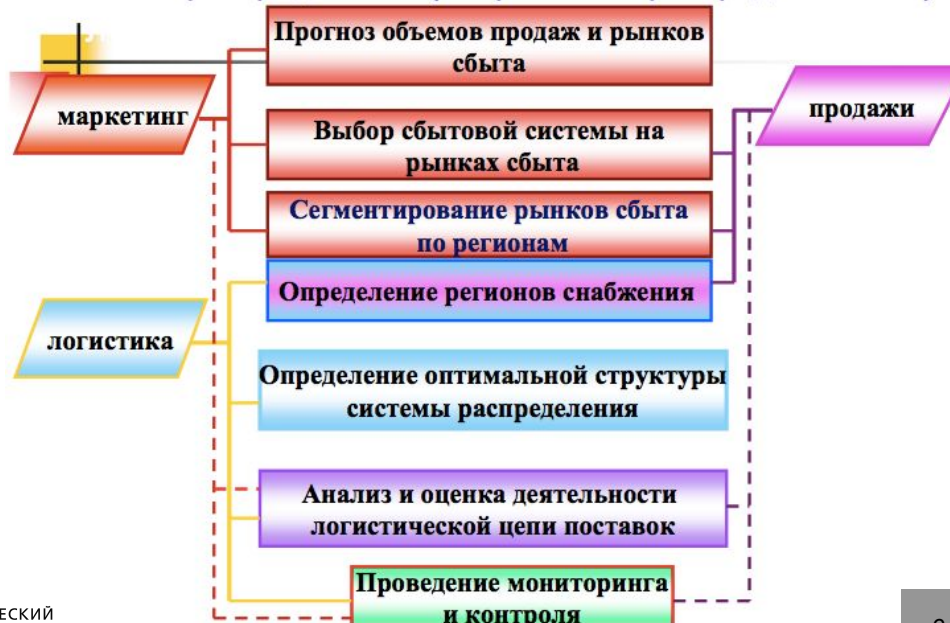 Прогноз объемов продаж и рынков
сбыта
маркетинг
продажи
Выбор сбытовой системы на
рынках сбыта
Сегментирование рынков сбыта
по регионам
Определение регионов снабжения
логистика
Определение оптимальной структуры
системы распределения
Анализ и оценка деятельности
логистической цепи поставок
Проведение мониторинга
и контроля
ЕСКИЙ